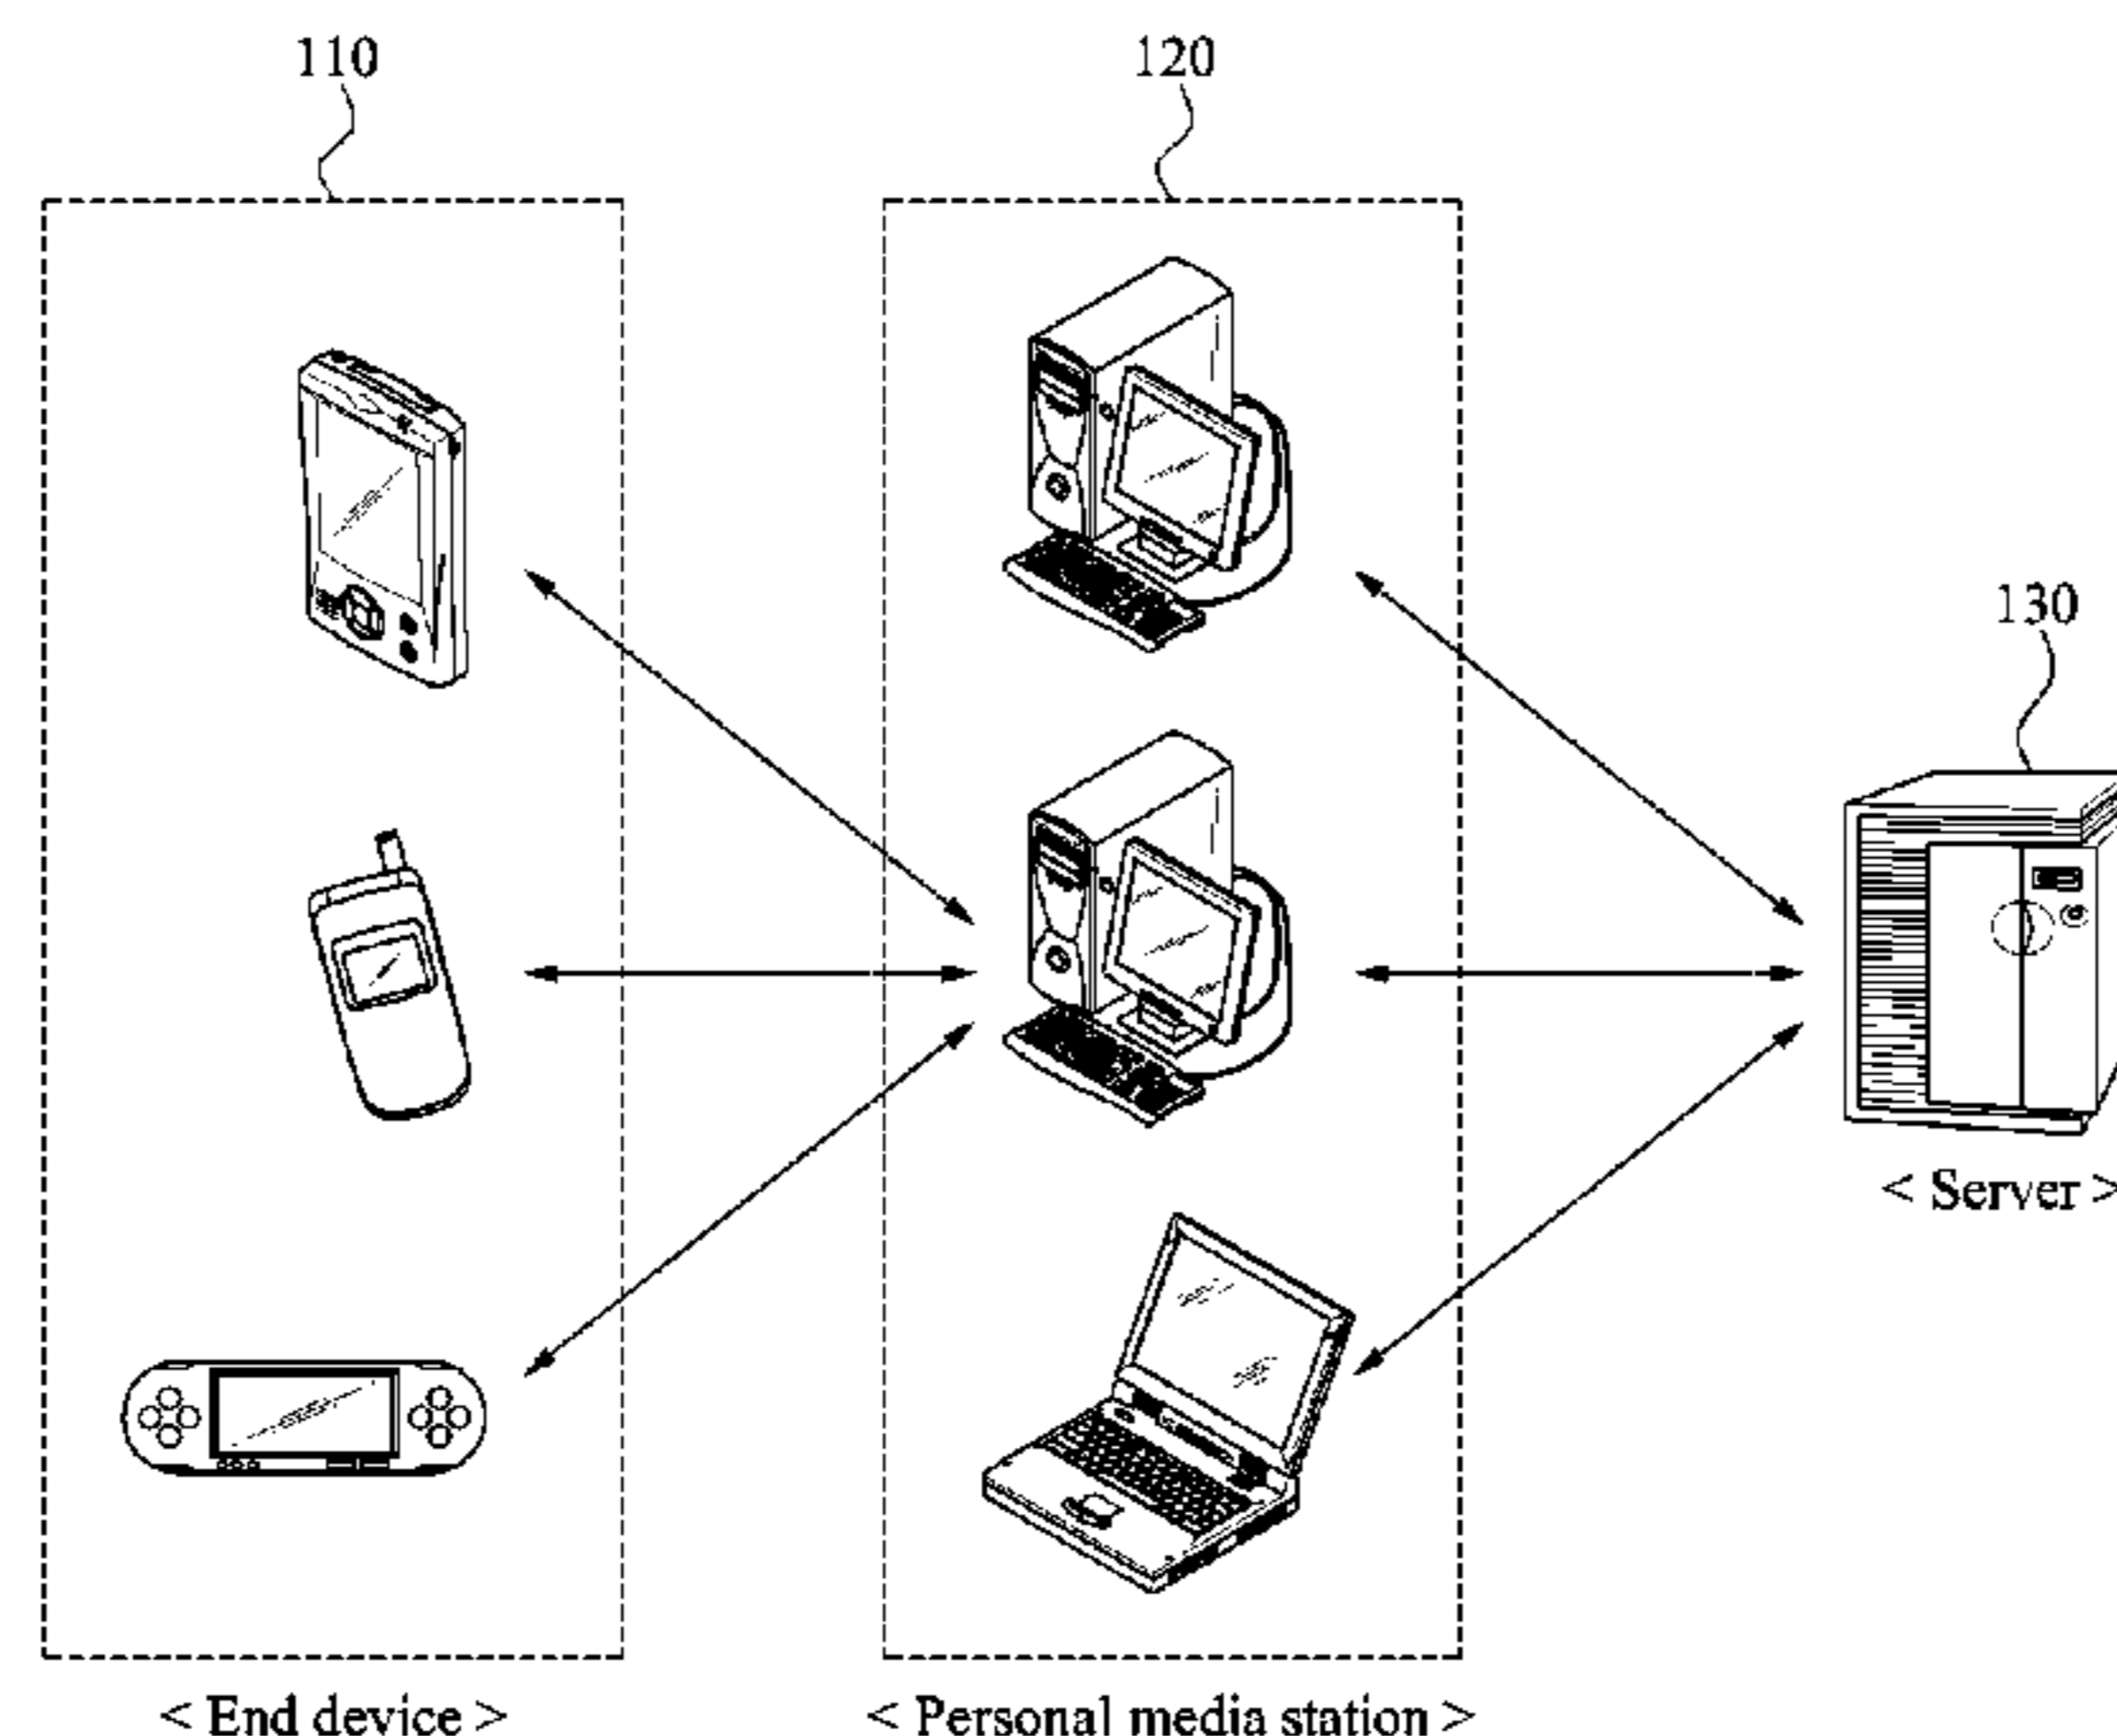 110
120
130
< Server >
< End device >
< Personal media station >